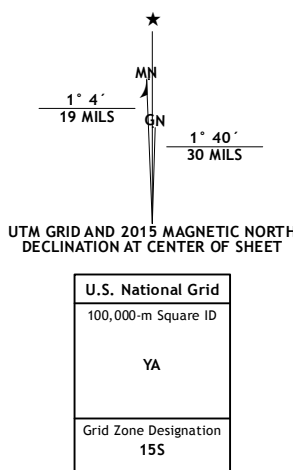 ★
MN
1° 4´
19 MILS
GN
1° 40´
30 MILS
UTM GRID AND 2015 MAGNETIC NORTH
DECLINATION AT CENTER OF SHEET
U.S. National Grid
100,000-m Square ID
YA
Grid Zone Designation
15S